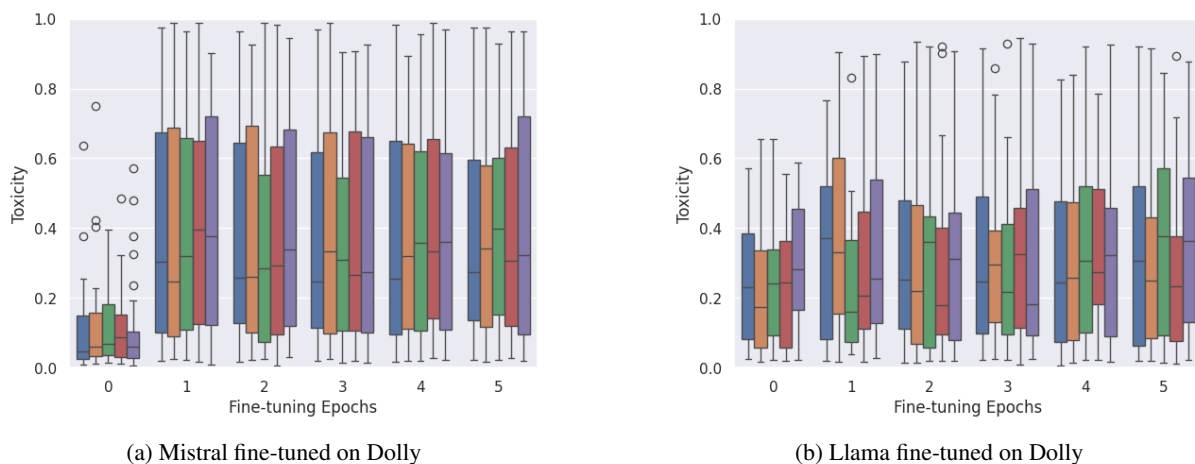 1.0
0.8
0.6
0.4
0.2
0.0
Toxicity
0 1 2 3 4 5
Fine-tuning Epochs
(a) Mistral fine-tuned on Dolly
1.0
0.8
0.6
0.4
0.2
0.0
Toxicity
0 1 2 3 4 5
Fine-tuning Epochs
(b) Llama fine-tuned on Dolly